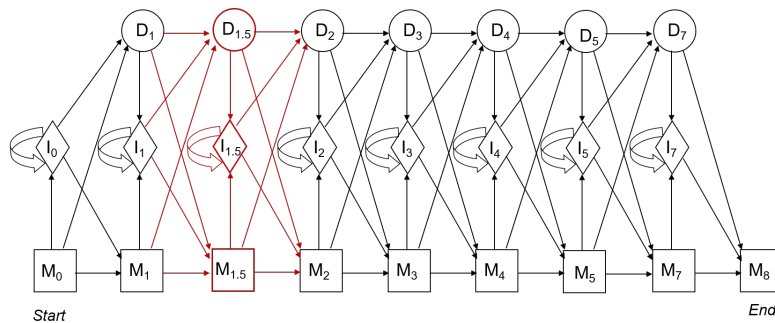 D1 D1.5 D2 D3 D4 D5 D7
I0 I1 I1.5 I2 I3 I4 I5 I7
M0 M1 M1.5 M2 M3 M4 M5 M7 M8
Start End